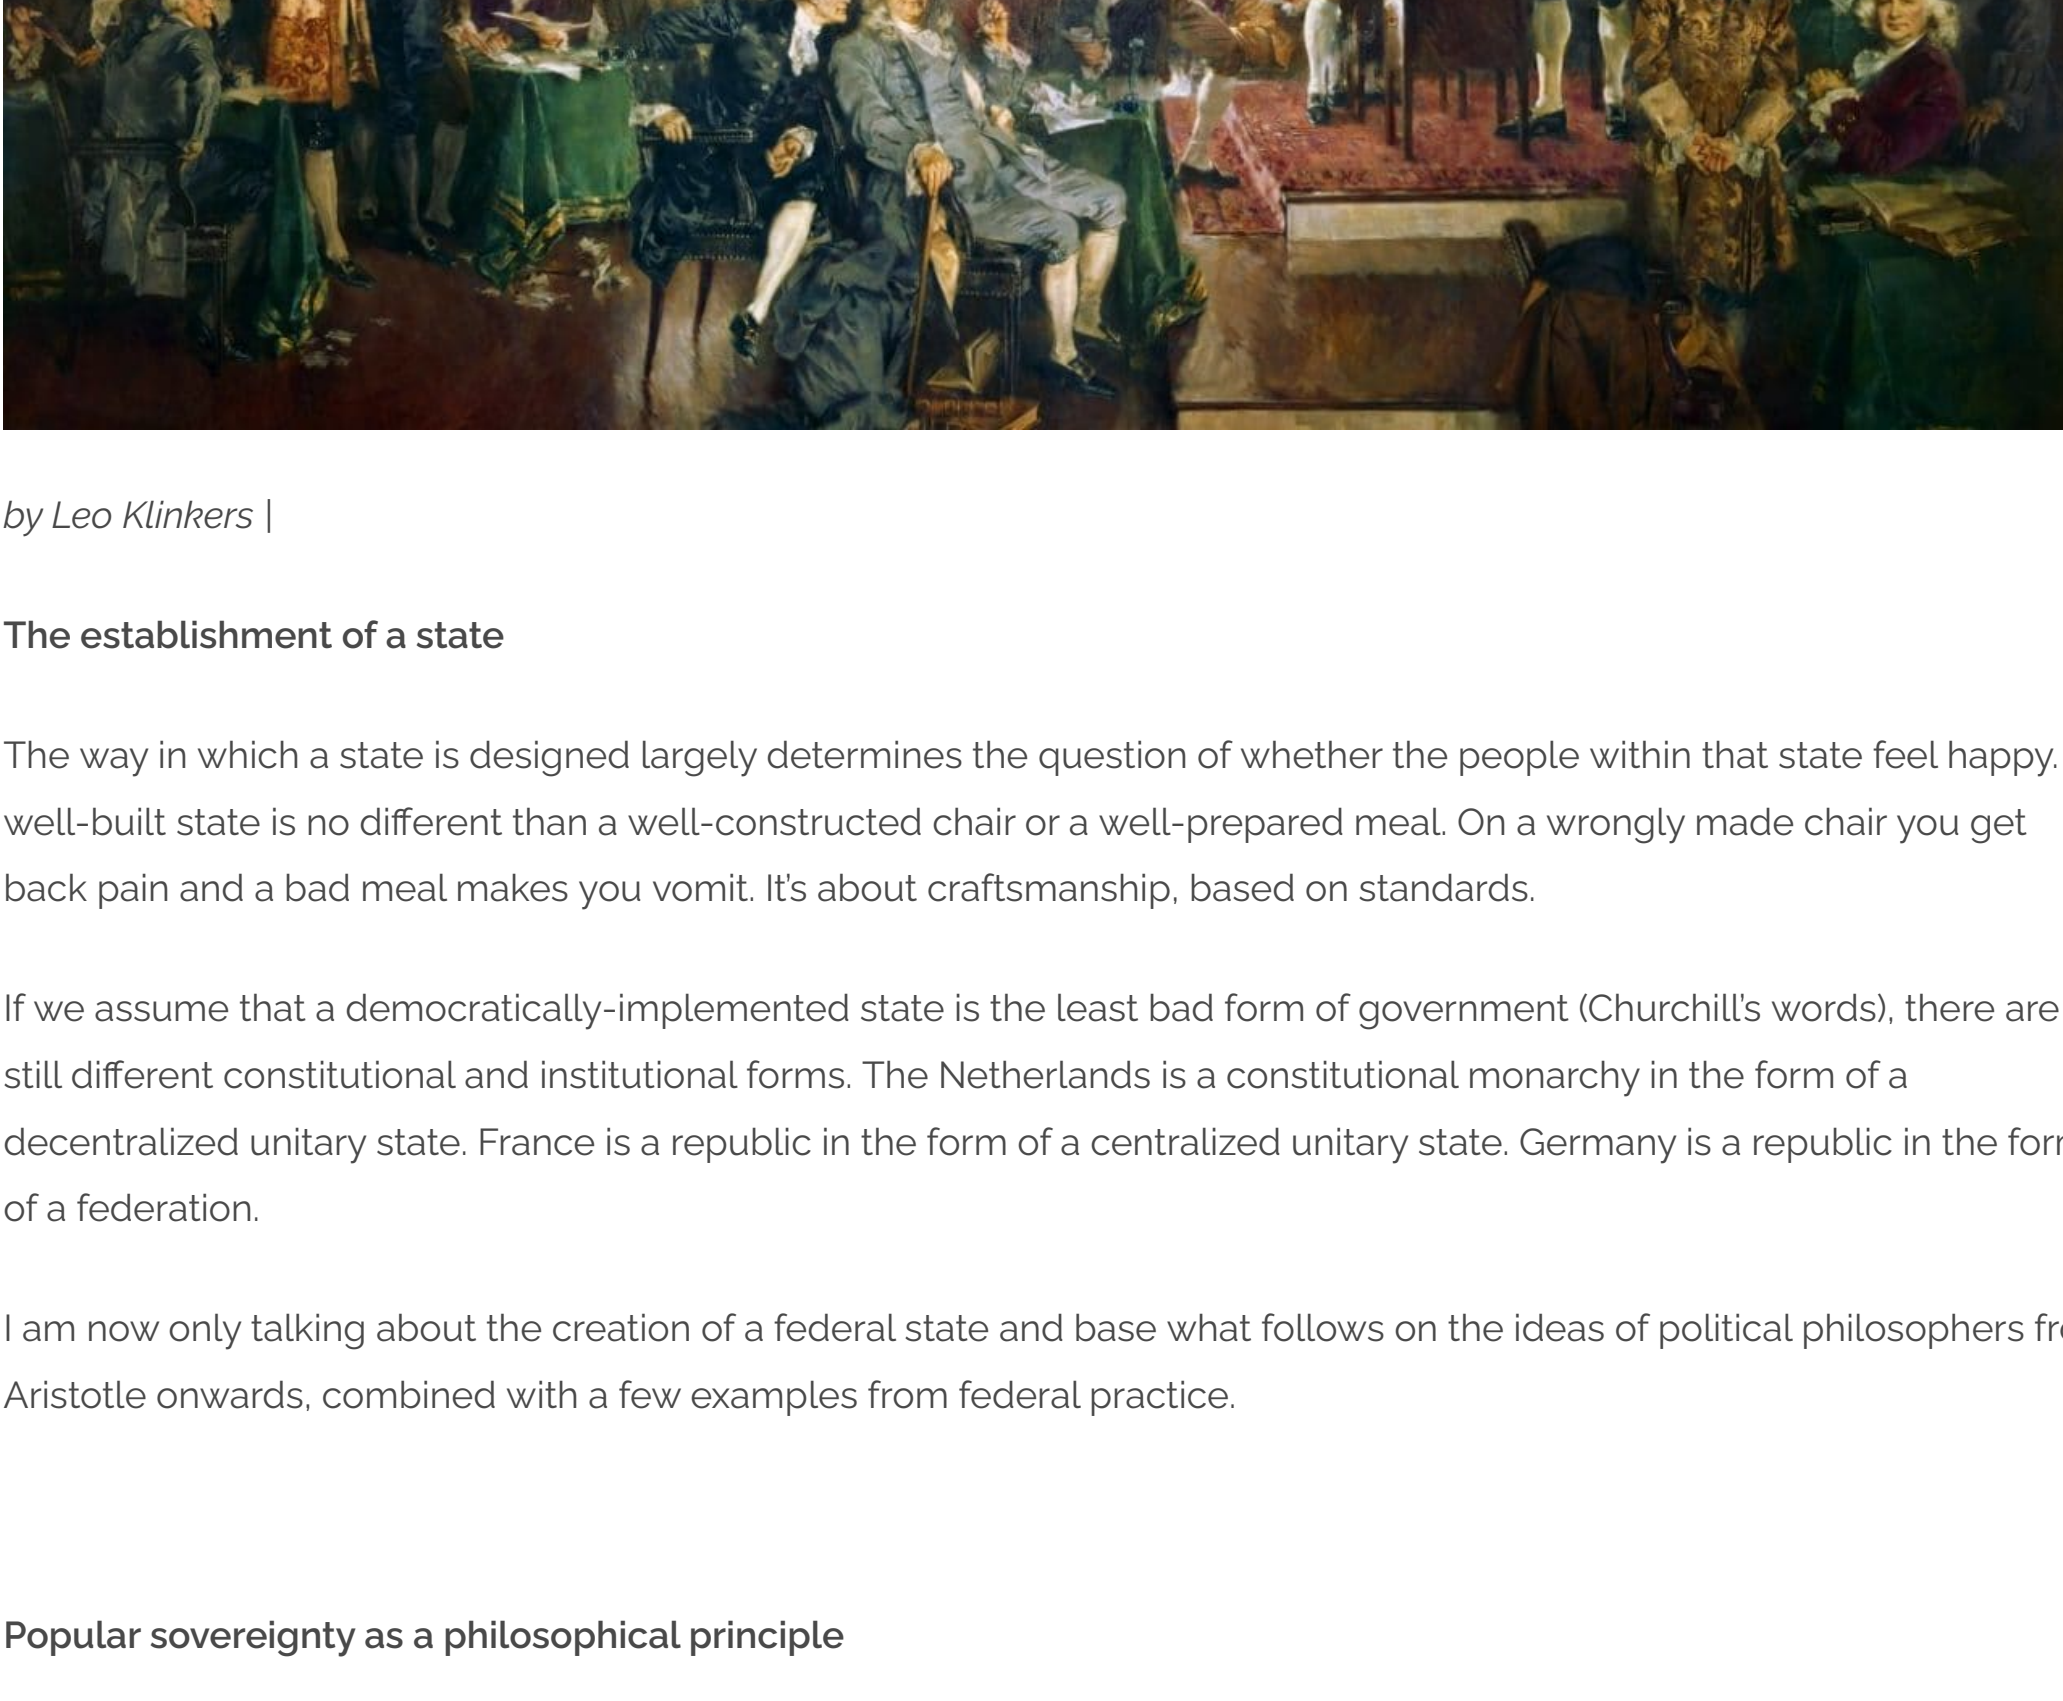 by Leo Klinkers |
The establishment of a state
The way in which a state is designed largely determines the question of whether the people within that state feel happy.
well-built state is no different than a well-constructed chair or a well-prepared meal. On a wrongly made chair you get
back pain and a bad meal makes you vomit. It’s about craftsmanship, based on standards.
If we assume that a democratically-implemented state is the least bad form of government (Churchill’s words), there are
still different constitutional and institutional forms. The Netherlands is a constitutional monarchy in the form of a
decentralized unitary state. France is a republic in the form of a centralized unitary state. Germany is a republic in the
of a federation.
I am now only talking about the creation of a federal state and base what follows on the ideas of political philosophers
Aristotle onwards, combined with a few examples from federal practice.
Popular sovereignty as a philosophical principle